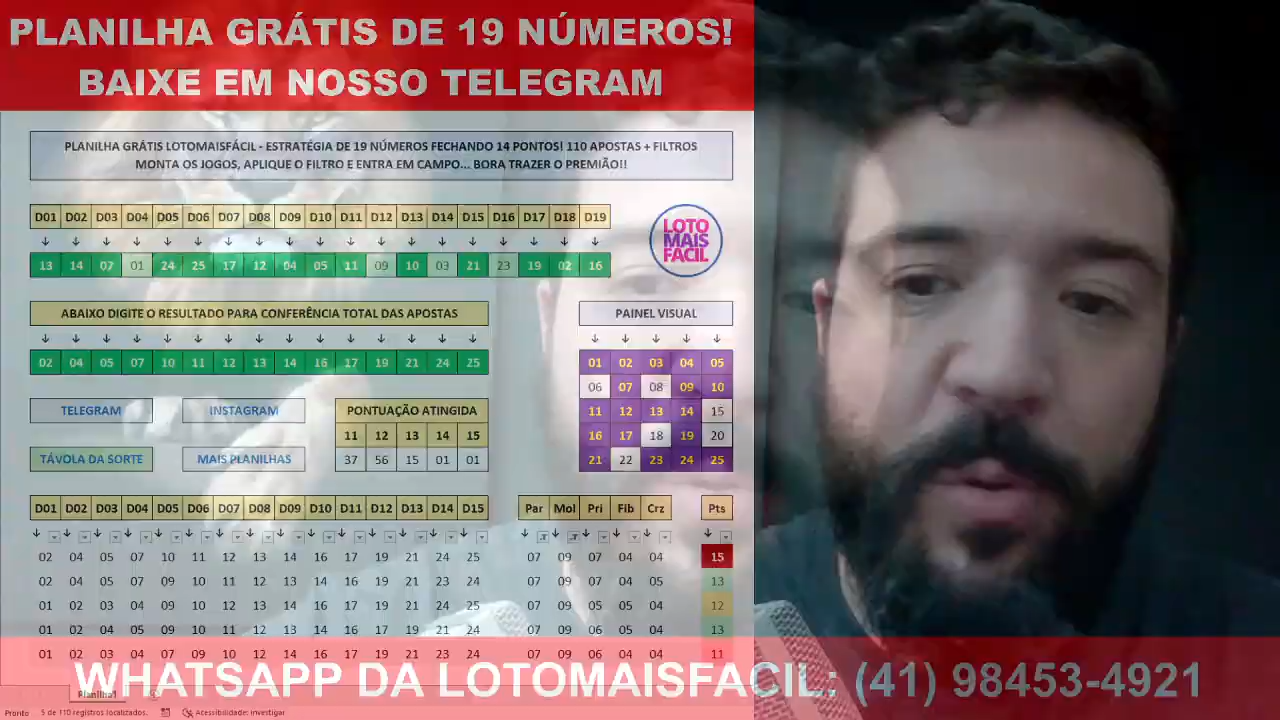 PLANILHA GRÁTIS DE 19 NÚMEROS!
BAIXE EM NOSSO TELEGRAM
PLANILHA GRÁTIS LOTOMAISFÁCIL - ESTRATÉGIA DE 19 NÚMEROS FECHANDO 14 PONTOS! 110 APOSTAS + FILTROS
MONTA OS JOGOS, APLIQUE O FILTRO E ENTRA EM CAMPO... BORA TRAZER O PREMIÃO!!
D01 D02 D03 D04 D05 D06 D07 D08 D09 D10 D11 D12 D13 D14 D15 D16 D17 D18 D19
13 14 07 01 24 25 17 12 04 05 11 09 10 03 21 23 19 02 16
LOTO
MAIS
FACIL
ABAIXO DIGITE O RESULTADO PARA CONFERÊNCIA TOTAL DAS APOSTAS
02 04 05 07 10 11 12 13 14 16 17 19 21 24 25
PAINEL VISUAL
01 02 03 04 05
06 07 08 09 10
11 12 13 14 15
16 17 18 19 20
21 22 23 24 25
TELEGRAM INSTAGRAM
TÁVOLA DA SORTE MAIS PLANILHAS
PONTUAÇÃO ATINGIDA
11 12 13 14 15
37 56 15 01 01
D01 D02 D03 D04 D05 D06 D07 D08 D09 D10 D11 D12 D13 D14 D15 Par Mol Pri Fib Crz Pts
02 04 05 07 10 11 12 13 14 16 17 19 21 24 25 07 09 07 04 04 15
02 04 05 07 09 10 11 12 13 14 16 17 19 21 24 07 09 07 04 05 13
01 02 03 04 09 10 11 12 13 14 16 17 21 24 25 07 09 05 05 04 12
01 02 04 05 09 10 11 12 13 14 16 17 19 21 24 07 09 06 05 04 13
01 02 03 04 07 09 10 12 13 14 16 17 19 21 24 07 09 06 04 04 11
WHATSAPP DA LOTOMAISFACIL: (41) 98453-4921
Planilha1
Pronto 5 de 110 registros localizados. Acessibilidade: investigar